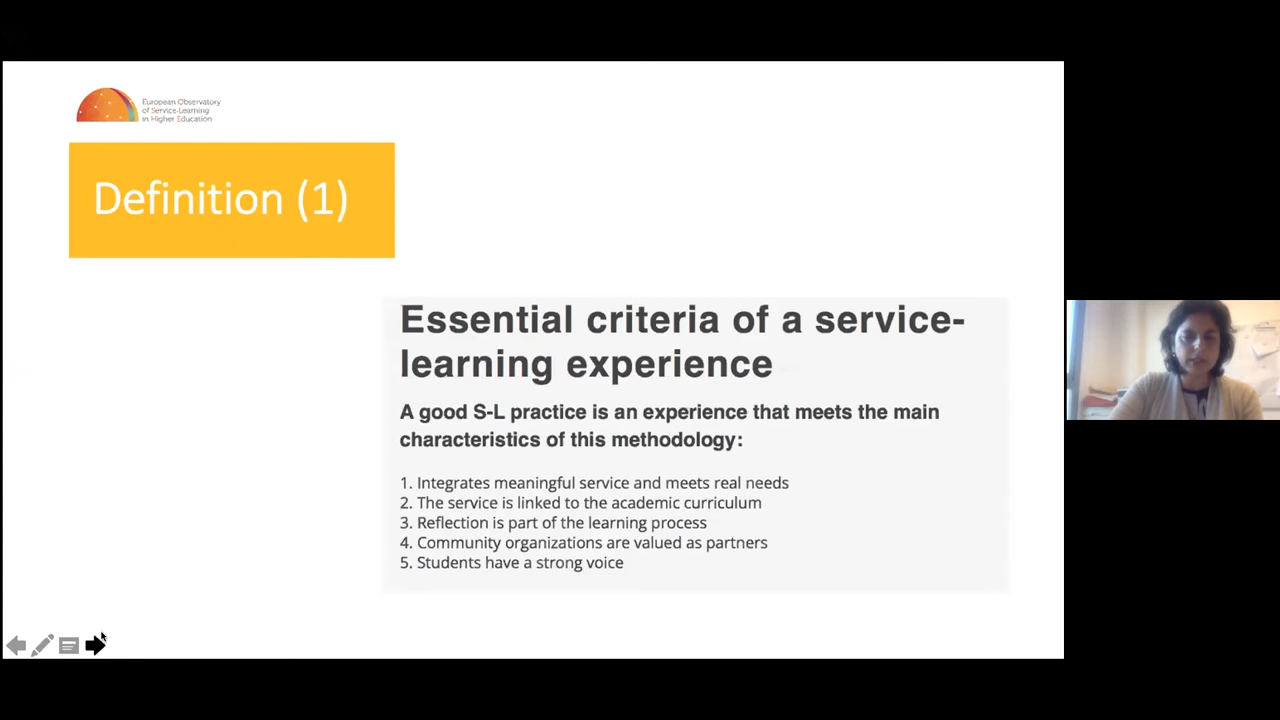 European Observatory
of Service-Learning
in Higher Education
Definition (1)
Essential criteria of a service-
learning experience
A good S-L practice is an experience that meets the main
characteristics of this methodology:
1. Integrates meaningful service and meets real needs
2. The service is linked to the academic curriculum
3. Reflection is part of the learning process
4. Community organizations are valued as partners
5. Students have a strong voice